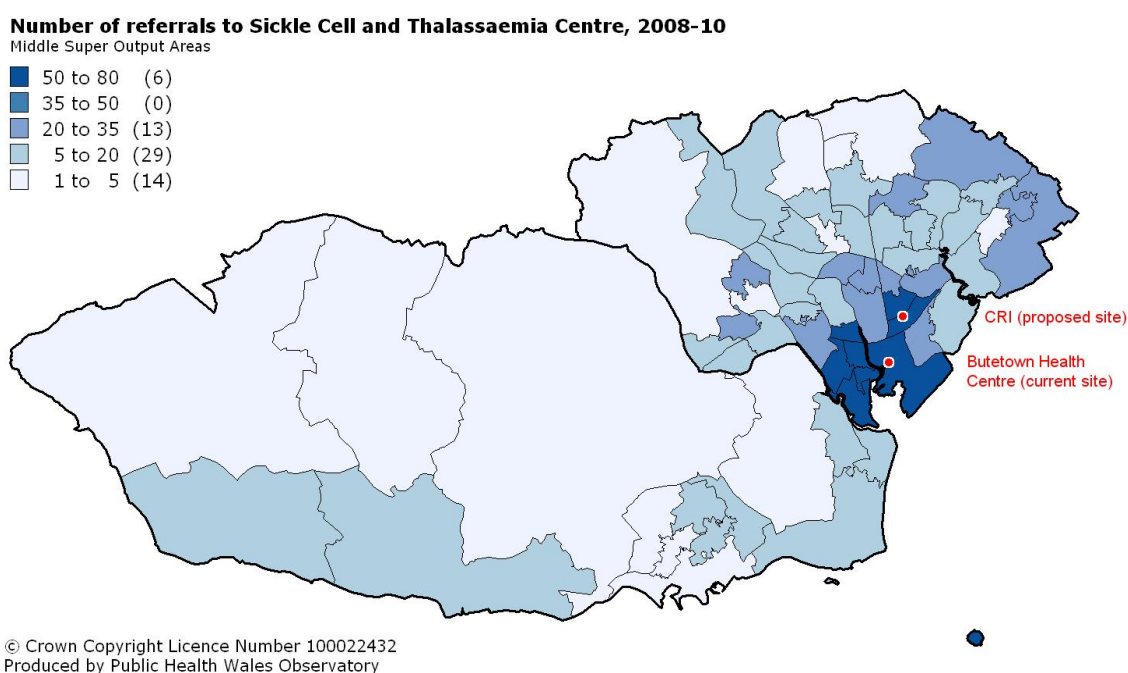 Number of referrals to Sickle Cell and Thalassaemia Centre, 2008-10
Middle Super Output Areas
50 to 80 (6)
35 to 50 (0)
20 to 35 (13)
5 to 20 (29)
1 to 5 (14)
CRI (proposed site)
Butetown Health
Centre (current site)
© Crown Copyright Licence Number 100022432
Produced by Public Health Wales Observatory